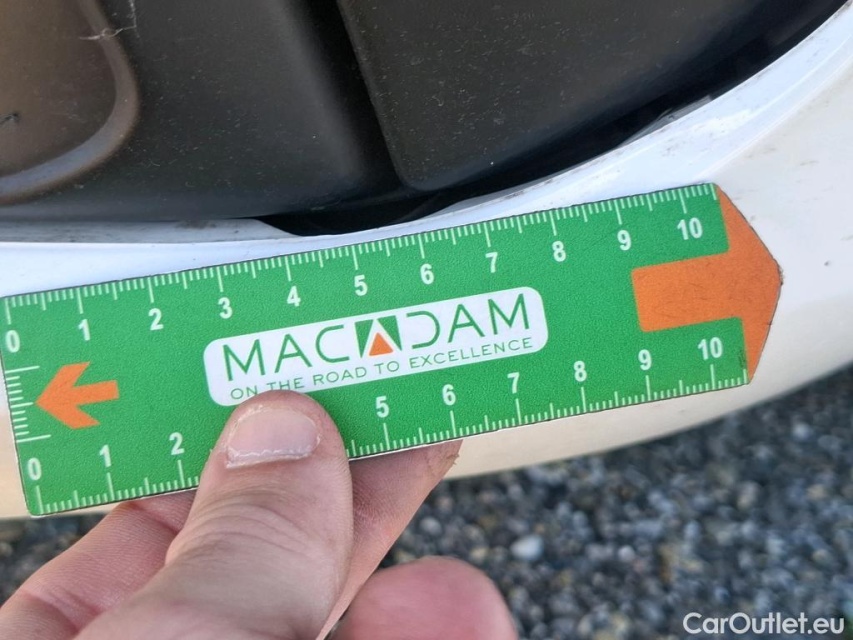 0 1 2 3 4 5 6 7 8 9 10
MACADAM
ON THE ROAD TO EXCELLENCE
0 1 2 5 6 7 8 9 10
CarOutlet.eu